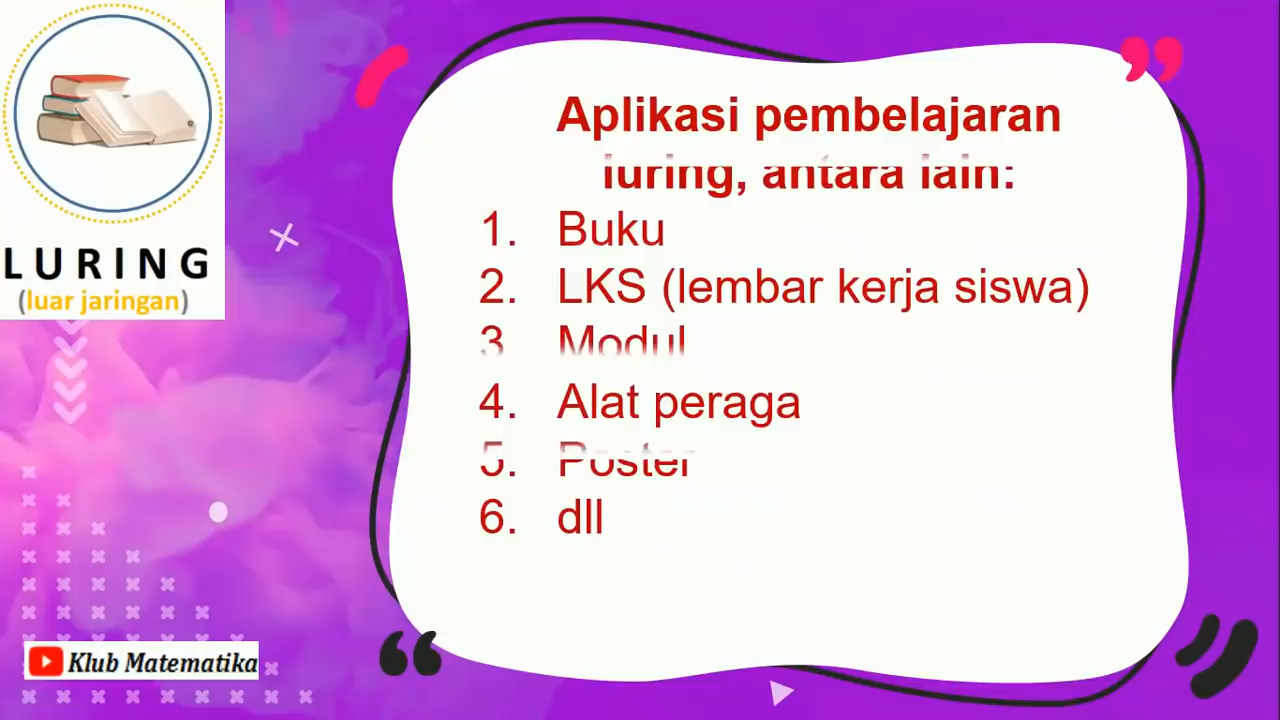 LURING
(luar jaringan)
Aplikasi pembelajaran
luring, antara lain:
1. Buku
2. LKS (lembar kerja siswa)
3. Modul
4. Alat peraga
5. Poster
6. dll
Klub Matematika